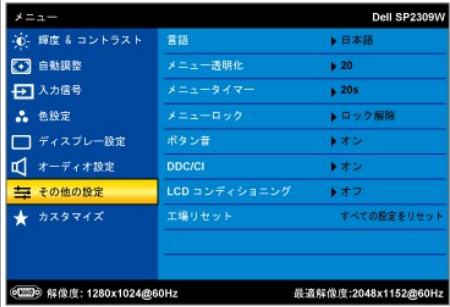 メニュー Dell SP2309W
輝度 & コントラスト
自動調整
入力信号
色設定
ディスプレー設定
オーディオ設定
その他の設定
カスタマイズ
言語 日本語
メニュー透明化 20
メニュータイマー 20s
メニューロック ロック解除
ボタン音 オン
DDC/CI オン
LCD コンディショニング オフ
工場リセット すべての設定をリセット
解像度: 1280x1024@60Hz 最適解像度:2048x1152@60Hz